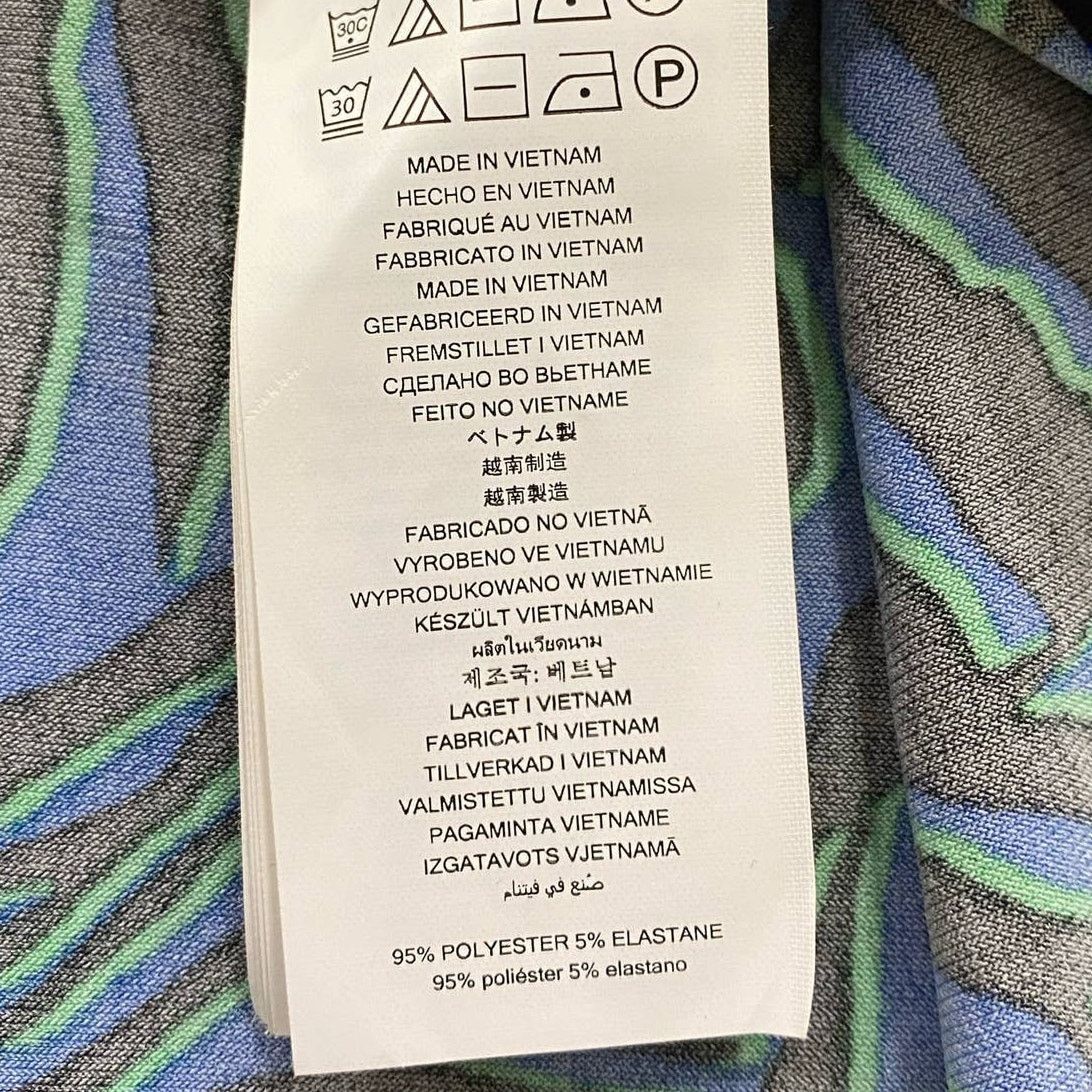 30C
30 P
MADE IN VIETNAM
HECHO EN VIETNAM
FABRIQUÉ AU VIETNAM
FABBRICATO IN VIETNAM
MADE IN VIETNAM
GEFABRICEERD IN VIETNAM
FREMSTILLET I VIETNAM
СДЕЛАНО ВО ВЬЕТНАМЕ
FEITO NO VIETNAME
ベトナム製
越南制造
越南製造
FABRICADO NO VIETNÃ
VYROBENO VE VIETNAMU
WYPRODUKOWANO W WIETNAMIE
KÉSZÜLT VIETNÁMBAN
ผลิตในเวียดนาม
제조국: 베트남
LAGET I VIETNAM
FABRICAT ÎN VIETNAM
TILLVERKAD I VIETNAM
VALMISTETTU VIETNAMISSA
PAGAMINTA VIETNAME
IZGATAVOTS VJETNAMĀ
صُنع في فيتنام
95% POLYESTER 5% ELASTANE
95% poliéster 5% elastano